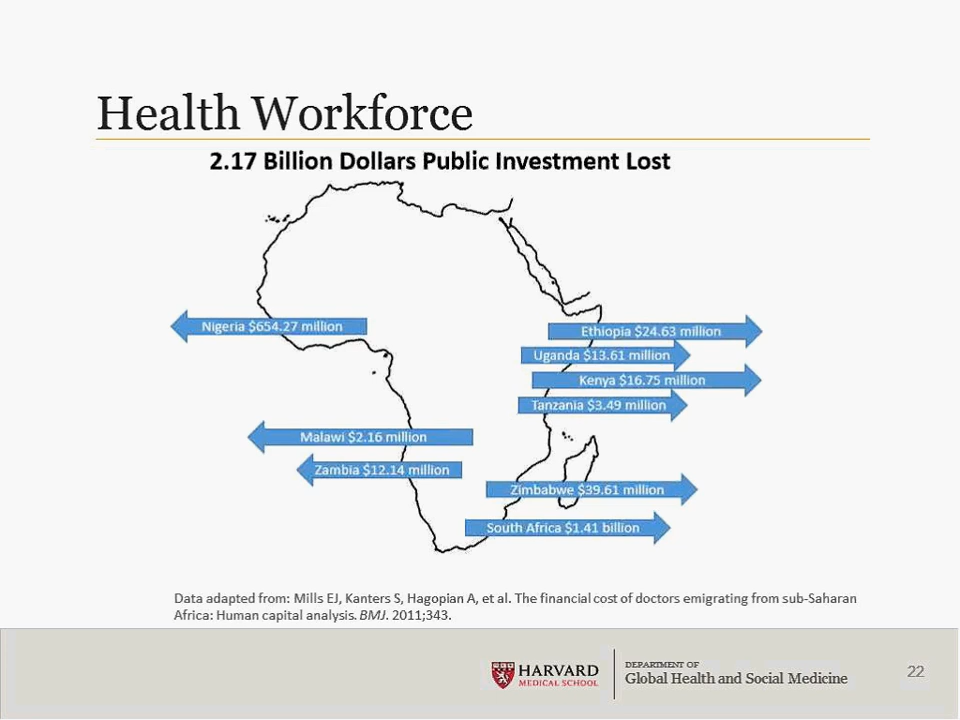 Health Workforce
2.17 Billion Dollars Public Investment Lost
Nigeria $654.27 million
Ethiopia $24.63 million
Uganda $13.61 million
Kenya $16.75 million
Tanzania $3.49 million
Malawi $2.16 million
Zambia $12.14 million
Zimbabwe $39.61 million
South Africa $1.41 billion
Data adapted from: Mills EJ, Kanters S, Hagopian A, et al. The financial cost of doctors emigrating from sub-Saharan
Africa: Human capital analysis. BMJ. 2011;343.
HARVARD
MEDICAL SCHOOL
DEPARTMENT OF
Global Health and Social Medicine
22